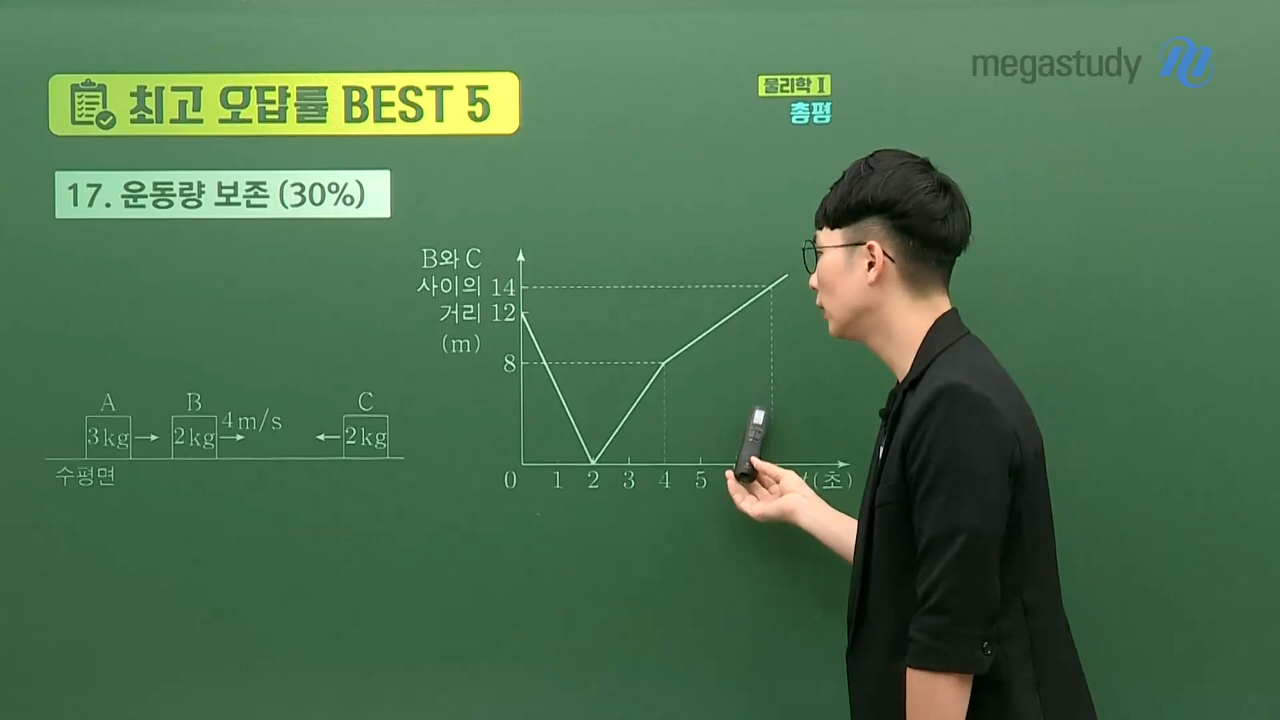 megastudy
최고 오답률 BEST 5
물리학 I
총평
17. 운동량 보존 (30%)
B와 C
사이의
거리
(m)
14
12
8
0 1 2 3 4 5 (초)
A B C
3kg 2kg 4m/s 2kg
수평면